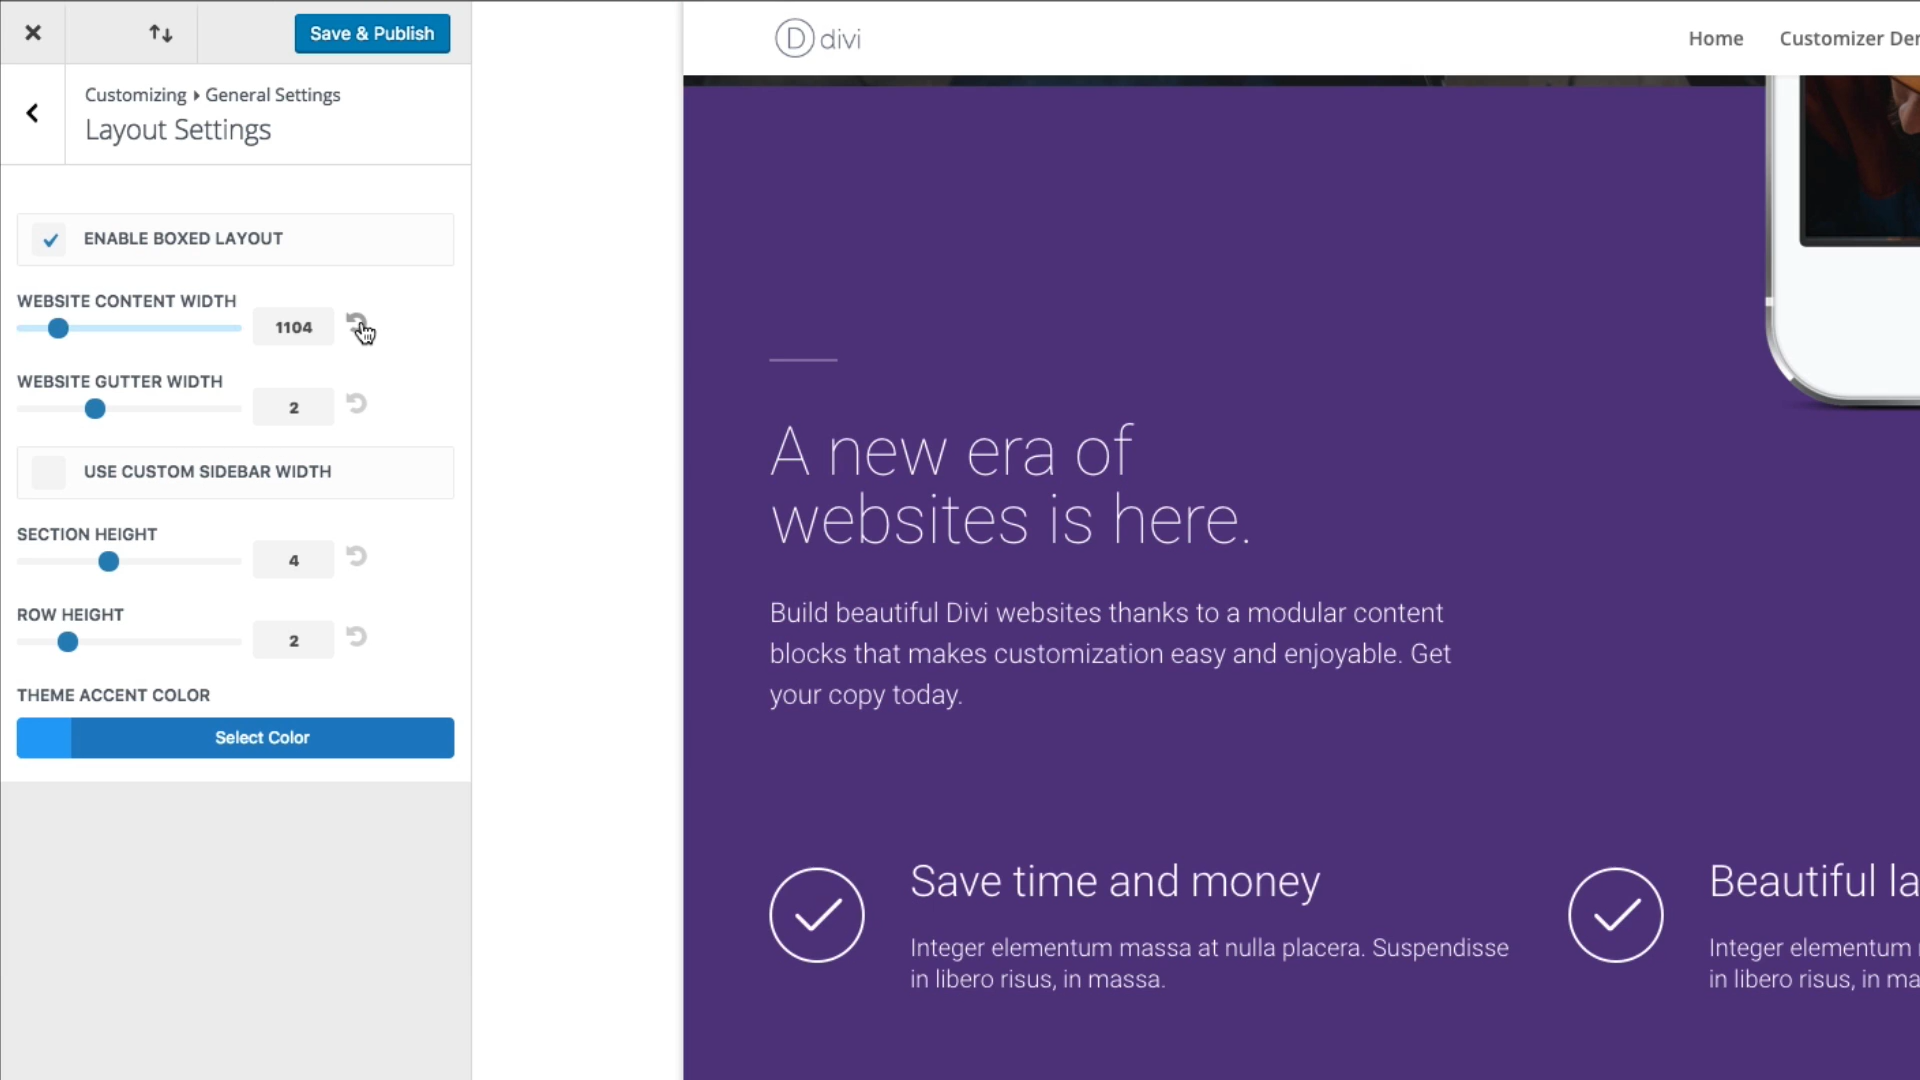 Save & Publish
Customizing ▸ General Settings
Layout Settings
ENABLE BOXED LAYOUT
WEBSITE CONTENT WIDTH
1104
WEBSITE GUTTER WIDTH
2
USE CUSTOM SIDEBAR WIDTH
SECTION HEIGHT
4
ROW HEIGHT
2
THEME ACCENT COLOR
Select Color
D divi
Home Customizer
A new era of
websites is here.
Build beautiful Divi websites thanks to a modular content
blocks that makes customization easy and enjoyable. Get
your copy today.
Save time and money
Integer elementum massa at nulla placera. Suspendisse
in libero risus, in massa.
Beautiful
Integer elementum
in libero risus, in